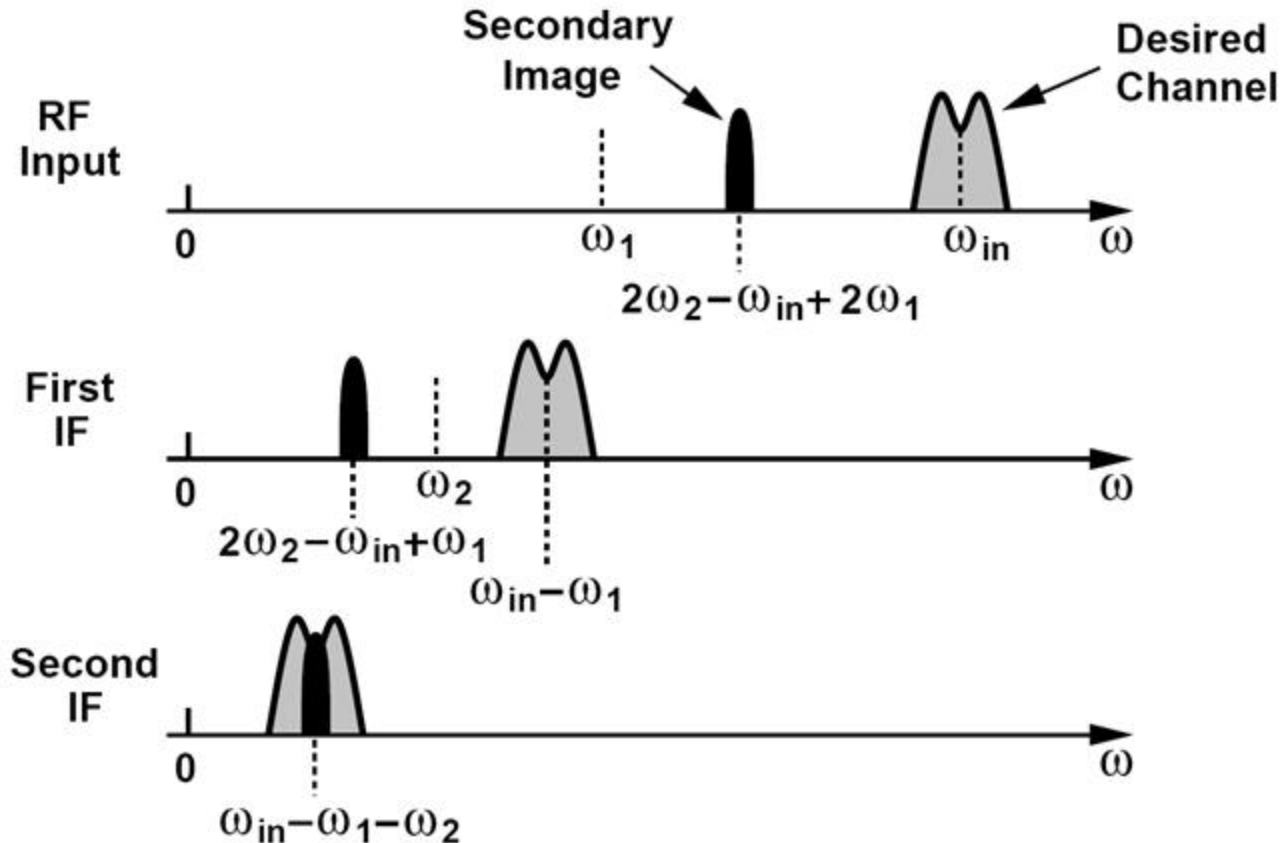 Secondary
Image
Desired
Channel
RF
Input
0
ω1
ωin
ω
2ω2−ωin+ 2ω1
First
IF
0
ω2
ω
2ω2−ωin+ω1
ωin−ω1
Second
IF
0
ω
ωin−ω1−ω2